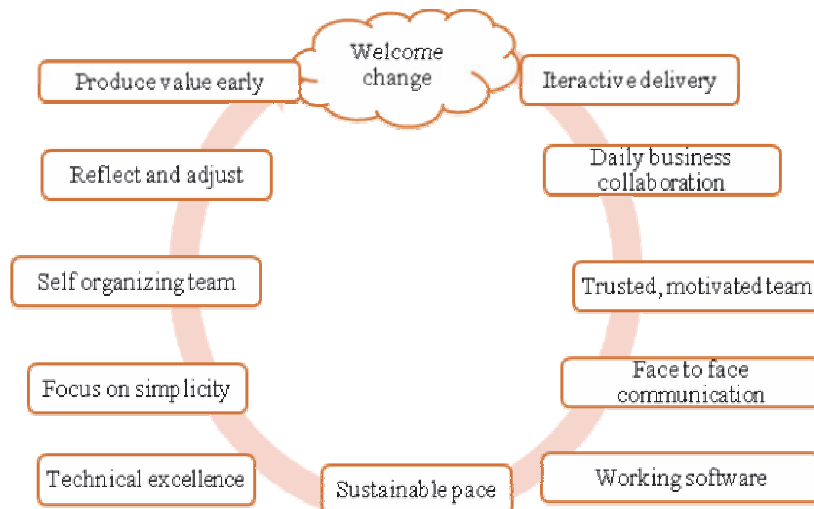 Welcome
change
Produce value early
Iteractive delivery
Reflect and adjust
Daily business
collaboration
Self organizing team
Trusted, motivated team
Focus on simplicity
Face to face
communication
Technical excellence
Sustainable pace
Working software